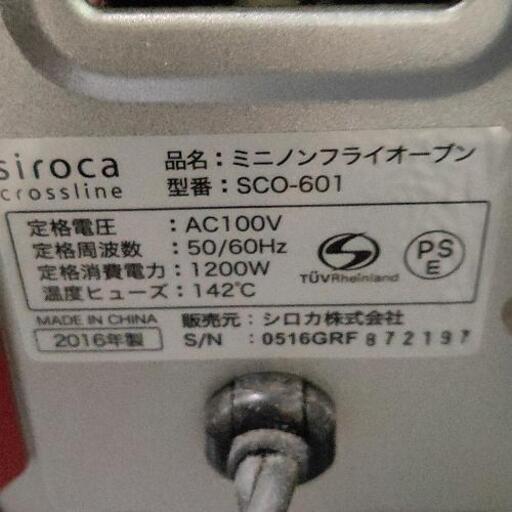 siroca
crossline
品名：ミニノンフライオーブン
型番：SCO-601
定格電圧：AC100V
定格周波数：50/60Hz
定格消費電力：1200W
温度ヒューズ：142℃
TÜVRheinland
PS
E
MADE IN CHINA
2016年製
販売元：シロカ株式会社
S/N：0516GRF 872197